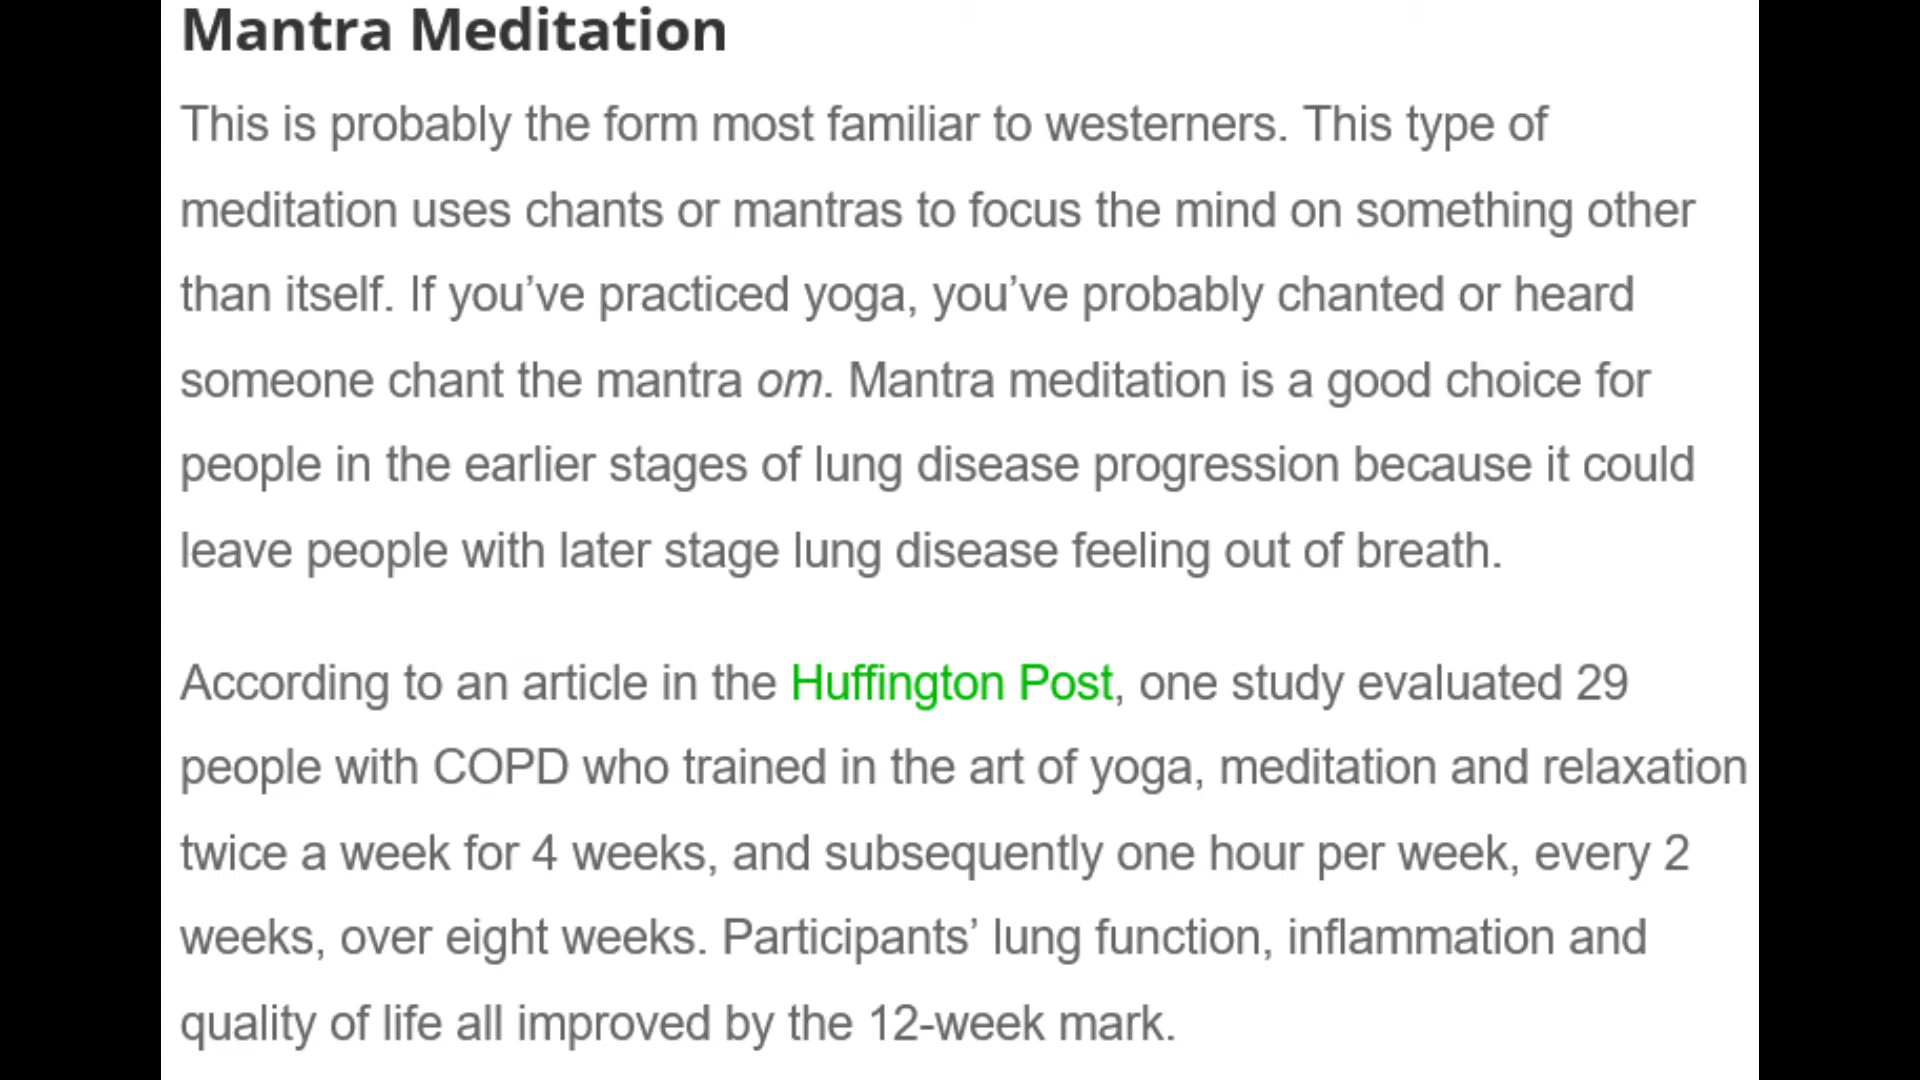 Mantra Meditation
This is probably the form most familiar to westerners. This type of
meditation uses chants or mantras to focus the mind on something other
than itself. If you’ve practiced yoga, you’ve probably chanted or heard
someone chant the mantra om. Mantra meditation is a good choice for
people in the earlier stages of lung disease progression because it could
leave people with later stage lung disease feeling out of breath.
According to an article in the Huffington Post, one study evaluated 29
people with COPD who trained in the art of yoga, meditation and relaxation
twice a week for 4 weeks, and subsequently one hour per week, every 2
weeks, over eight weeks. Participants’ lung function, inflammation and
quality of life all improved by the 12-week mark.